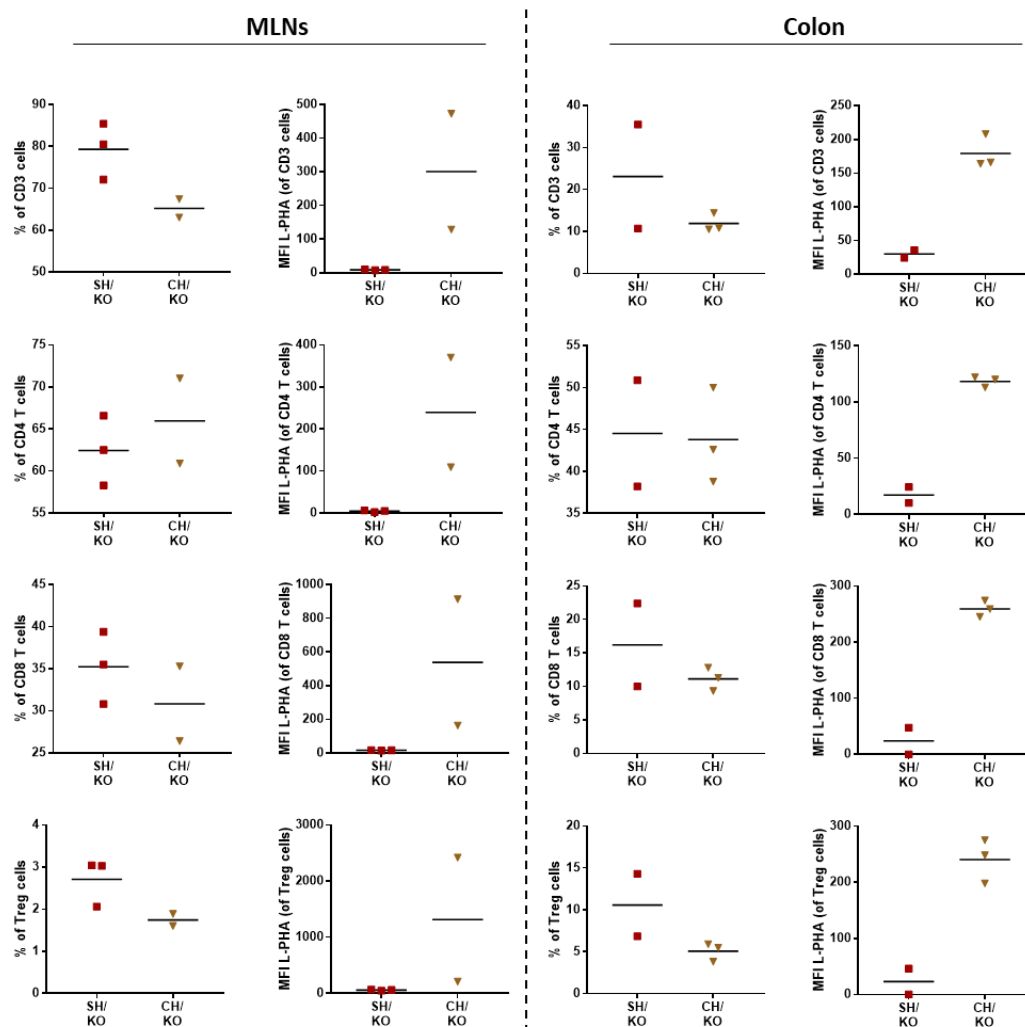 MLNs
Colon
% of CD3 cells
90
80
70
60
50
SH/
KO
CH/
KO
MFI L-PHA (of CD3 cells)
500
400
300
200
100
0
SH/
KO
CH/
KO
% of CD3 cells
40
30
20
10
0
SH/
KO
CH/
KO
MFI L-PHA (of CD3 cells)
250
200
150
100
50
0
SH/
KO
CH/
KO
% of CD4 T cells
75
70
65
60
55
SH/
KO
CH/
KO
MFI L-PHA (of CD4 T cells)
400
300
200
100
0
SH/
KO
CH/
KO
% of CD4 T cells
55
50
45
40
35
SH/
KO
CH/
KO
MFI L-PHA (of CD4 T cells)
150
100
50
0
SH/
KO
CH/
KO
% of CD8 T cells
45
40
35
30
25
SH/
KO
CH/
KO
MFI L-PHA (of CD8 T cells)
1000
800
600
400
200
0
SH/
KO
CH/
KO
% of CD8 T cells
25
20
15
10
5
0
SH/
KO
CH/
KO
MFI L-PHA (of CD8 T cells)
300
200
100
0
SH/
KO
CH/
KO
% of Treg cells
4
3
2
1
0
SH/
KO
CH/
KO
MFI L-PHA (of Treg cells)
3000
2000
1000
0
SH/
KO
CH/
KO
% of Treg cells
20
15
10
5
0
SH/
KO
CH/
KO
MFI L-PHA (of Treg cells)
300
200
100
0
SH/
KO
CH/
KO